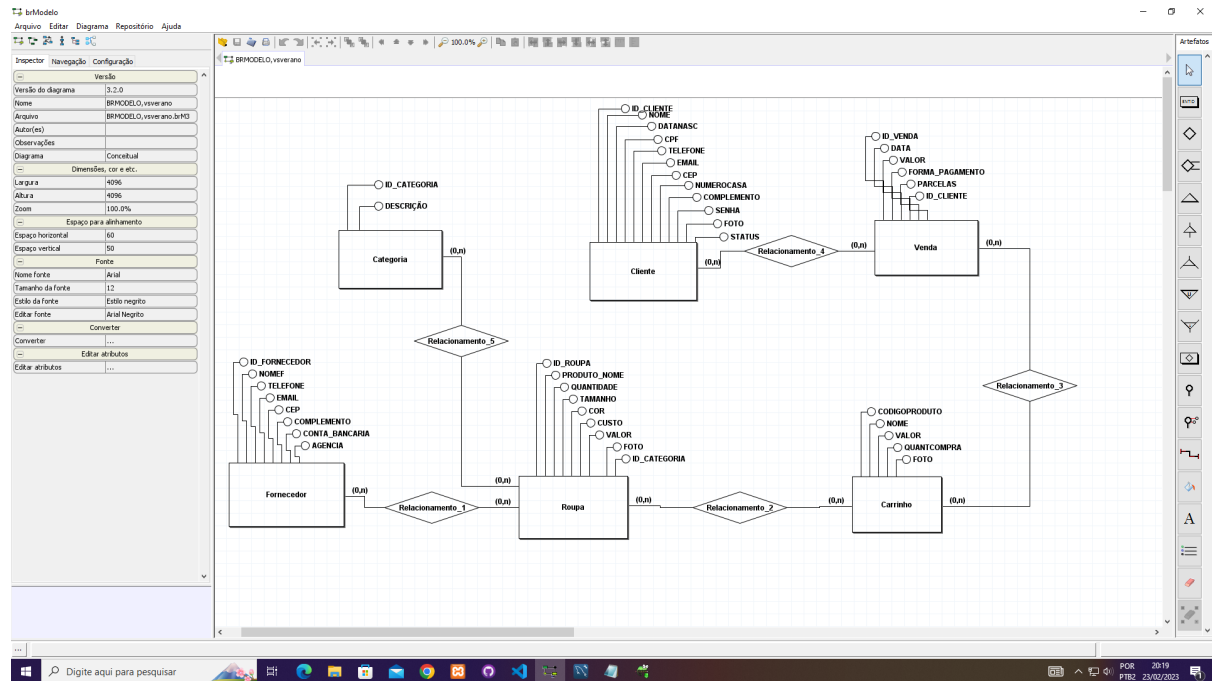 brModelo
Arquivo Editar Diagrama Repositório Ajuda
100.0%
Artefatos
Inspector Navegação Configuração
BRMODELO, vsverano
Versão
Versão do diagrama 3.2.0
Nome BRMODELO, vsverano
Arquivo BRMODELO, vsverano.brM3
Autor(es)
Observações
Diagrama Conceitual
Dimensões, cor e etc.
Largura 4096
Altura 4096
Zoom 100.0%
Espaço para alinhamento
Espaço horizontal 60
Espaço vertical 50
Fonte
Nome fonte Arial
Tamanho da fonte 12
Estilo da fonte Estilo negrito
Editar fonte Arial Negrito
Converter
Converter ...
Editar atributos
Editar atributos ...
ID_CATEGORIA
DESCRIÇÃO
Categoria
(0,n)
ID_CLIENTE
NOME
DATANASC
CPF
TELEFONE
EMAIL
CEP
NUMEROCASA
COMPLEMENTO
SENHA
FOTO
STATUS
Cliente
(0,n)
Relacionamento_4
(0,n)
ID_VENDA
DATA
VALOR
FORMA_PAGAMENTO
PARCELAS
ID_CLIENTE
Venda
(0,n)
Relacionamento_5
Relacionamento_3
ID_FORNECEDOR
NOMEF
TELEFONE
EMAIL
CEP
COMPLEMENTO
CONTA_BANCARIA
AGENCIA
Fornecedor
(0,n)
Relacionamento_1
(0,n)
(0,n)
ID_ROUPA
PRODUTO_NOME
QUANTIDADE
TAMANHO
COR
CUSTO
VALOR
FOTO
ID_CATEGORIA
Roupa
(0,n)
Relacionamento_2
(0,n)
CODIGOPRODUTO
NOME
VALOR
QUANTCOMPRA
FOTO
Carrinho
(0,n)
A
...
Digite aqui para pesquisar
POR
PTB2
20:19
23/02/2023